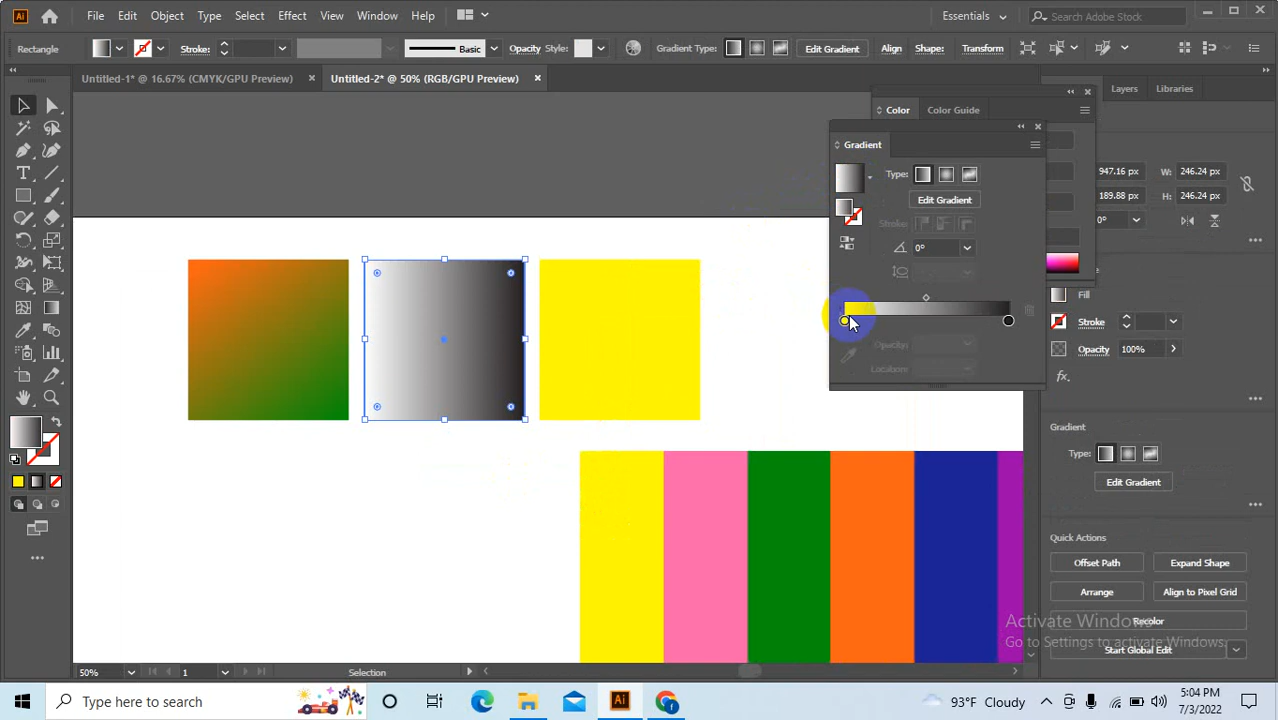 Ai File Edit Object Type Select Effect View Window Help Essentials Search Adobe Stock
Rectangle Stroke: Basic Opacity Style: Gradient Type: Edit Gradient Align Shape: Transform
Untitled-1* @ 16.67% (CMYK/GPU Preview) Untitled-2* @ 50% (RGB/GPU Preview)
Layers Libraries
Color Color Guide
Gradient
947.16 px W: 246.24 px
Type:
Edit Gradient
189.88 px H: 246.24 px
Stroke:
0° 0°
Fill
Stroke
Opacity:
Opacity 100%
Location:
fx.
Gradient
Type:
Edit Gradient
Quick Actions
Offset Path Expand Shape
Arrange Align to Pixel Grid
Recolor
Start Global Edit
Activate Windows
Go to Settings to activate Windows.
50% 1 Selection
Type here to search Ai 93°F Cloudy 5:04 PM
7/3/2022